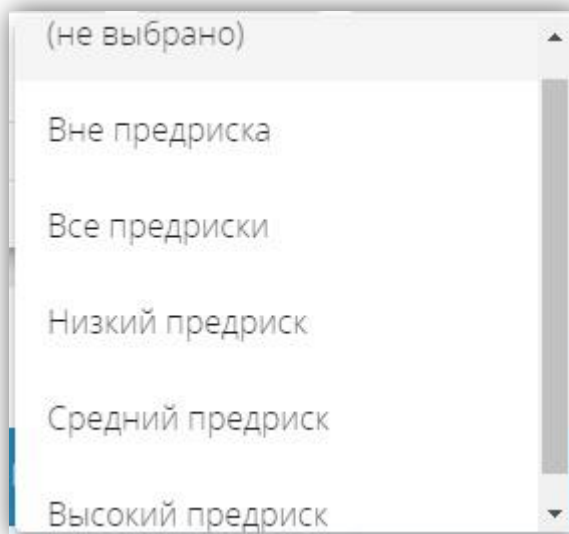 (не выбрано)
Вне предриска
Все предриски
Низкий предриск
Средний предриск
Высокий предриск